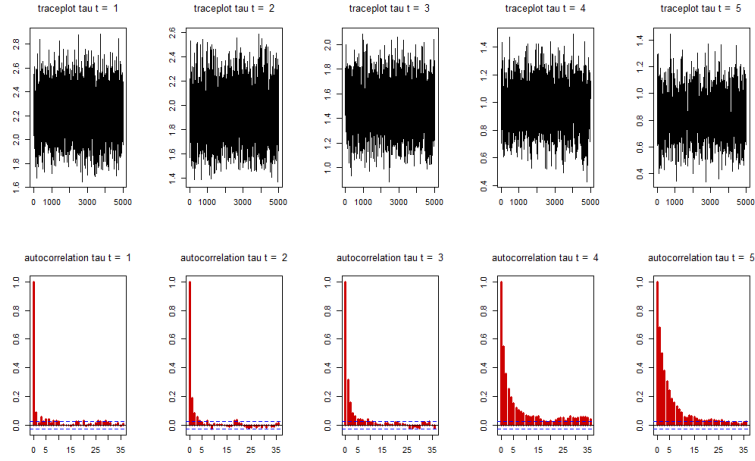 traceplot tau t = 1
traceplot tau t = 2
traceplot tau t = 3
traceplot tau t = 4
traceplot tau t = 5
1.6 1.8 2.0 2.2 2.4 2.6 2.8
0 1000 3000 5000
1.4 1.6 1.8 2.0 2.2 2.4 2.6
0 1000 3000 5000
1.0 1.2 1.4 1.6 1.8 2.0
0 1000 3000 5000
0.4 0.6 0.8 1.0 1.2 1.4
0 1000 3000 5000
0.4 0.6 0.8 1.0 1.2 1.4
0 1000 3000 5000
autocorrelation tau t = 1
autocorrelation tau t = 2
autocorrelation tau t = 3
autocorrelation tau t = 4
autocorrelation tau t = 5
0.0 0.2 0.4 0.6 0.8 1.0
0 5 15 25 35
0.0 0.2 0.4 0.6 0.8 1.0
0 5 15 25 35
0.0 0.2 0.4 0.6 0.8 1.0
0 5 15 25 35
0.0 0.2 0.4 0.6 0.8 1.0
0 5 15 25 35
0.0 0.2 0.4 0.6 0.8 1.0
0 5 15 25 35